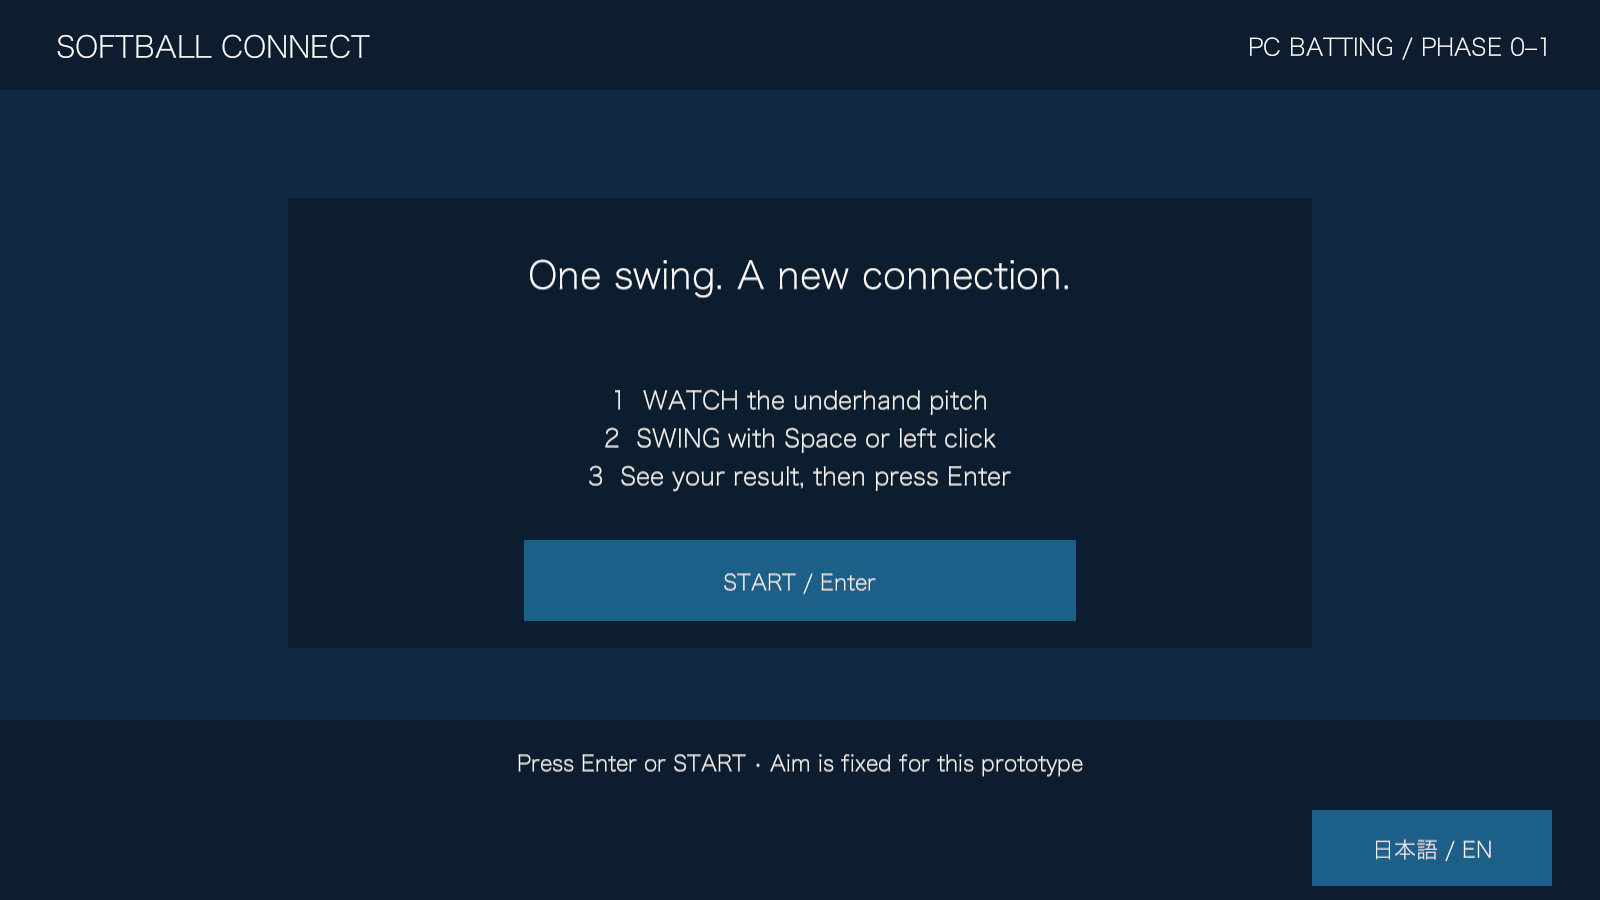 SOFTBALL CONNECT
PC BATTING / PHASE 0–1
One swing. A new connection.
1 WATCH the underhand pitch
2 SWING with Space or left click
3 See your result, then press Enter
START / Enter
Press Enter or START · Aim is fixed for this prototype
日本語 / EN